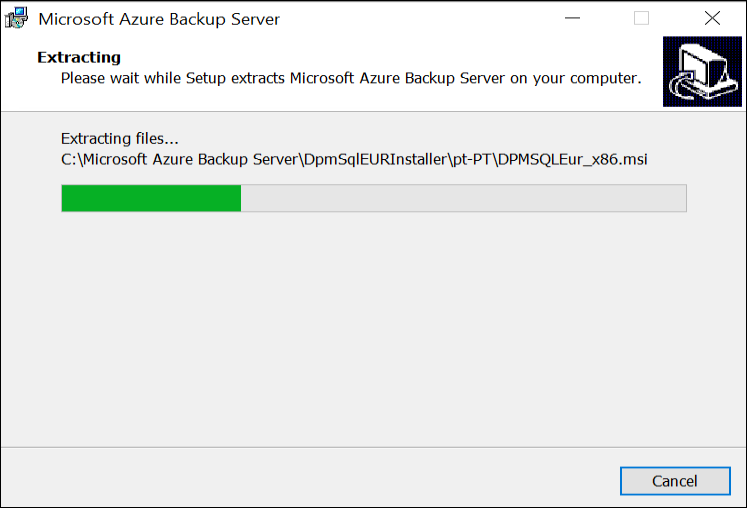 Microsoft Azure Backup Server
Extracting
Please wait while Setup extracts Microsoft Azure Backup Server on your computer.
Extracting files...
C:\Microsoft Azure Backup Server\DpmSqlEURInstaller\pt-PT\DPMSQLEur_x86.msi
Cancel